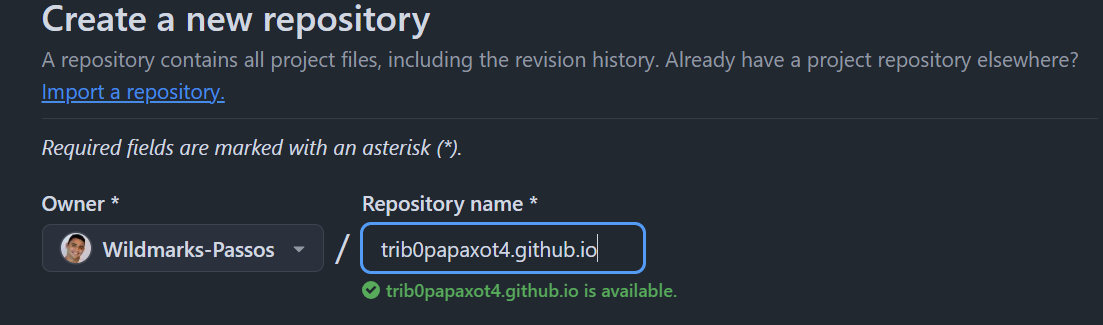 Create a new repository
A repository contains all project files, including the revision history. Already have a project repository elsewhere?
Import a repository.
Required fields are marked with an asterisk (*).
Owner * Repository name *
Wildmarks-Passos / trib0papaxot4.github.io
trib0papaxot4.github.io is available.